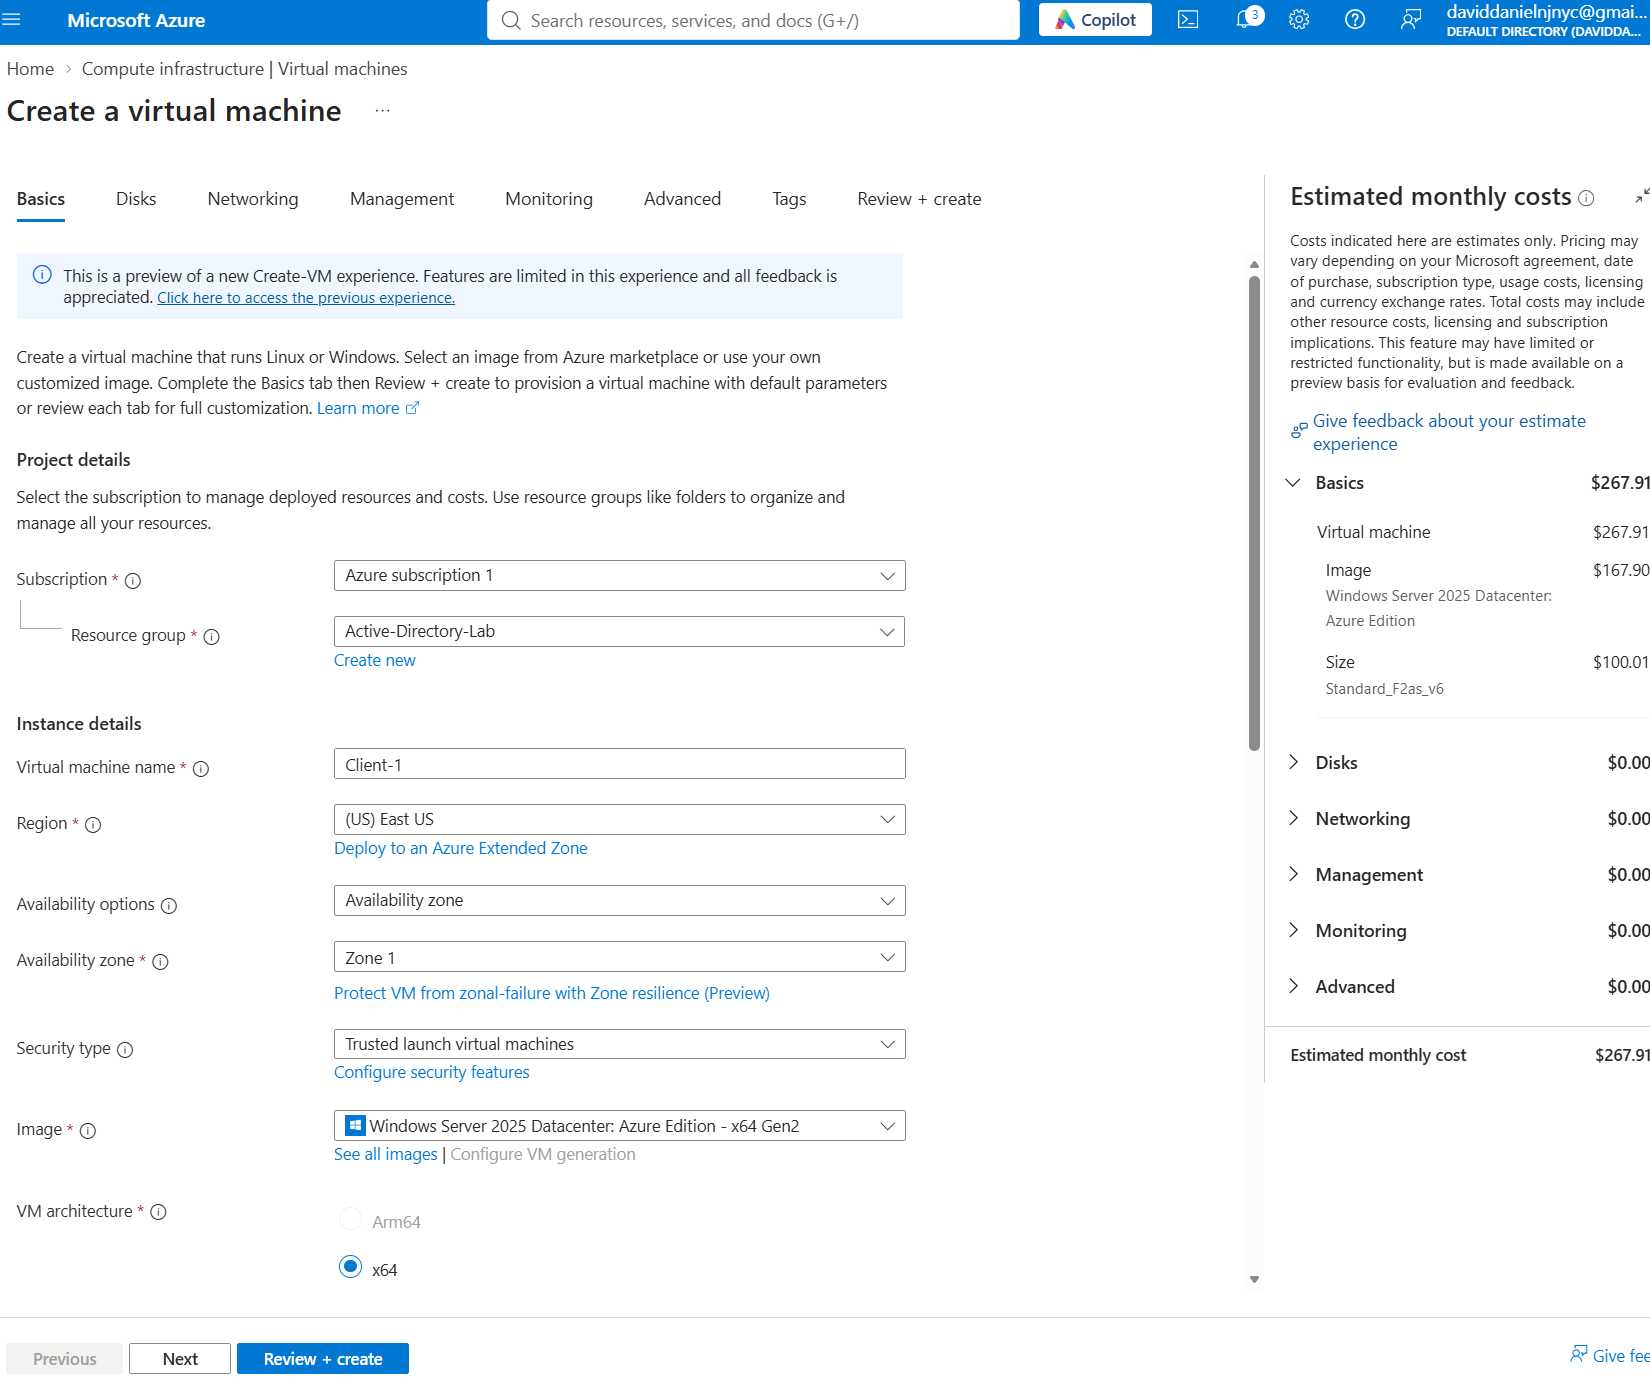 Microsoft Azure
Search resources, services, and docs (G+/)
Copilot
3
daviddanielnjnyc@gmai...
DEFAULT DIRECTORY (DAVIDDA...
Home > Compute infrastructure | Virtual machines
Create a virtual machine ...
Basics Disks Networking Management Monitoring Advanced Tags Review + create
This is a preview of a new Create-VM experience. Features are limited in this experience and all feedback is
appreciated. Click here to access the previous experience.
Create a virtual machine that runs Linux or Windows. Select an image from Azure marketplace or use your own
customized image. Complete the Basics tab then Review + create to provision a virtual machine with default parameters
or review each tab for full customization. Learn more
Project details
Select the subscription to manage deployed resources and costs. Use resource groups like folders to organize and
manage all your resources.
Subscription *
Azure subscription 1
Resource group *
Active-Directory-Lab
Create new
Instance details
Virtual machine name *
Client-1
Region *
(US) East US
Deploy to an Azure Extended Zone
Availability options
Availability zone
Availability zone *
Zone 1
Protect VM from zonal-failure with Zone resilience (Preview)
Security type
Trusted launch virtual machines
Configure security features
Image *
Windows Server 2025 Datacenter: Azure Edition - x64 Gen2
See all images | Configure VM generation
VM architecture *
Arm64
x64
Previous
Next
Review + create
Estimated monthly costs
Costs indicated here are estimates only. Pricing may
vary depending on your Microsoft agreement, date
of purchase, subscription type, usage costs, licensing
and currency exchange rates. Total costs may include
other resource costs, licensing and subscription
implications. This feature may have limited or
restricted functionality, but is made available on a
preview basis for evaluation and feedback.
Give feedback about your estimate
experience
Basics $267.91
Virtual machine $267.91
Image $167.90
Windows Server 2025 Datacenter:
Azure Edition
Size $100.01
Standard_F2as_v6
Disks $0.00
Networking $0.00
Management $0.00
Monitoring $0.00
Advanced $0.00
Estimated monthly cost $267.91
Give fee